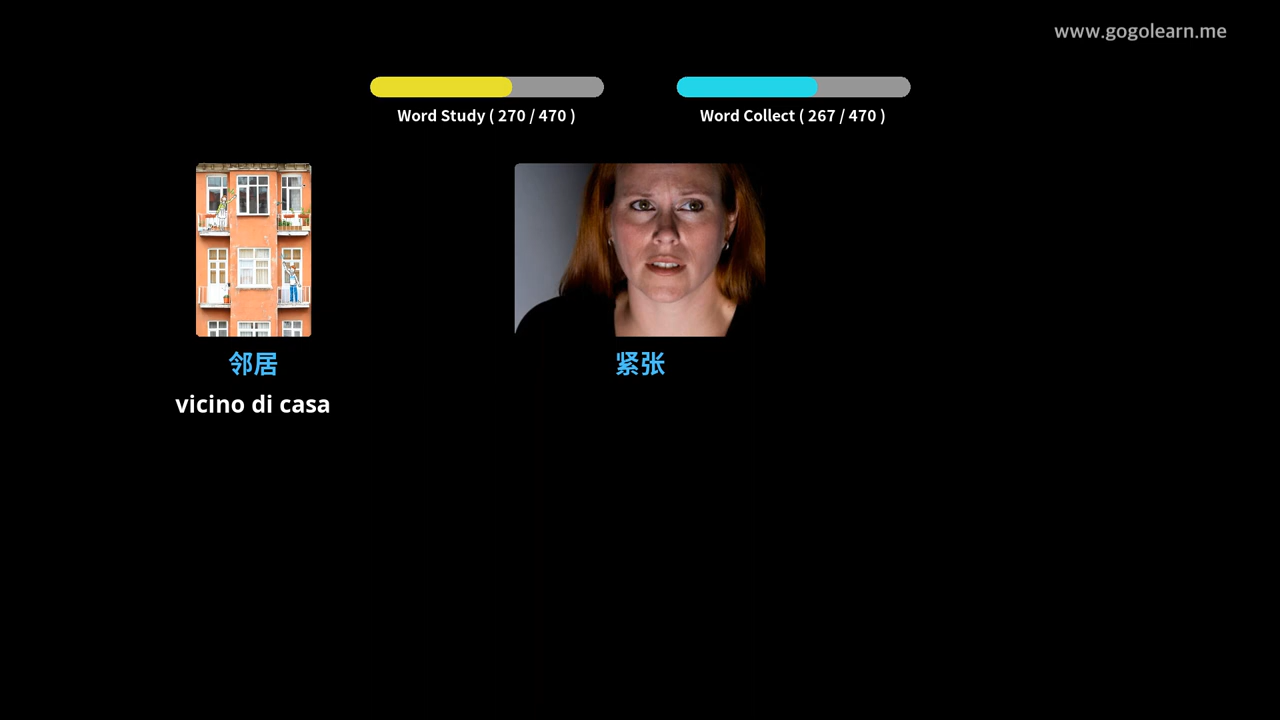 www.gogolearn.me
Word Study ( 270 / 470 )
Word Collect ( 267 / 470 )
邻居
紧张
vicino di casa